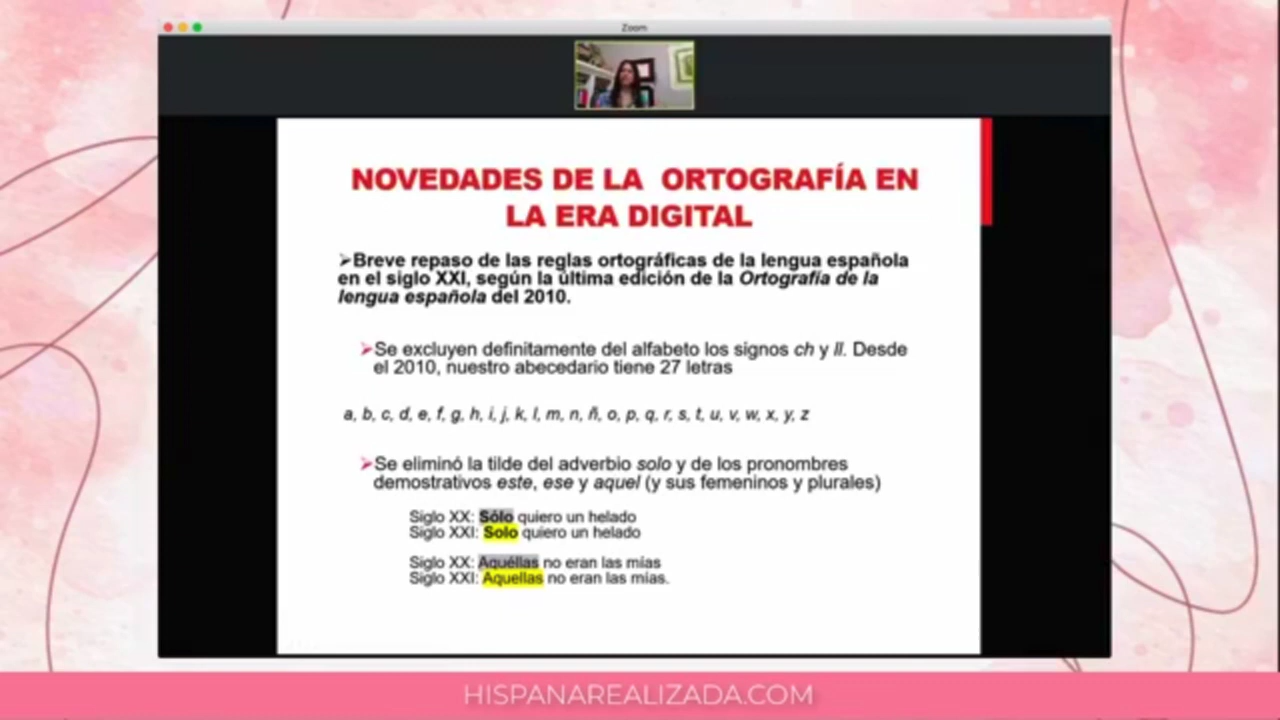 Zoom
NOVEDADES DE LA ORTOGRAFÍA EN
LA ERA DIGITAL
➢Breve repaso de las reglas ortográficas de la lengua española
en el siglo XXI, según la última edición de la Ortografía de la
lengua española del 2010.
➢Se excluyen definitamente del alfabeto los signos ch y ll. Desde
el 2010, nuestro abecedario tiene 27 letras
a, b, c, d, e, f, g, h, i, j, k, l, m, n, ñ, o, p, q, r, s, t, u, v, w, x, y, z
➢Se eliminó la tilde del adverbio solo y de los pronombres
demostrativos este, ese y aquel (y sus femeninos y plurales)
Siglo XX: Sólo quiero un helado
Siglo XXI: Solo quiero un helado
Siglo XX: Aquéllas no eran las mías
Siglo XXI: Aquellas no eran las mías.
HISPANAREALIZADA.COM